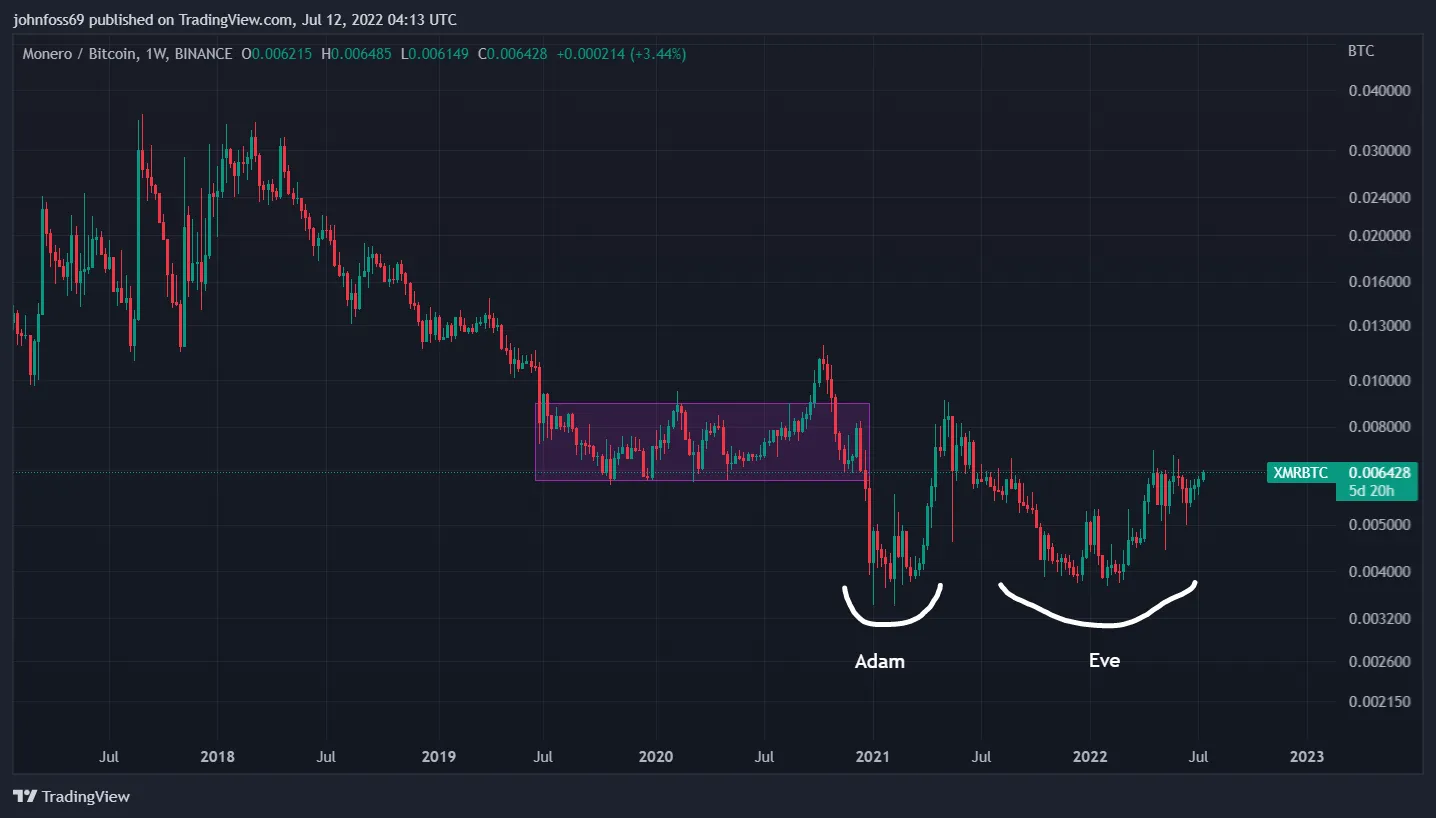 johnfoss69 published on TradingView.com, Jul 12, 2022 04:13 UTC
Monero / Bitcoin, 1W, BINANCE O0.006215 H0.006485 L0.006149 C0.006428 +0.000214 (+3.44%)
BTC
0.040000
0.030000
0.024000
0.020000
0.016000
0.013000
0.010000
0.008000
XMRBTC 0.006428
5d 20h
0.005000
0.004000
0.003200
0.002600
0.002150
Adam
Eve
Jul 2018 Jul 2019 Jul 2020 Jul 2021 Jul 2022 Jul 2023
TradingView